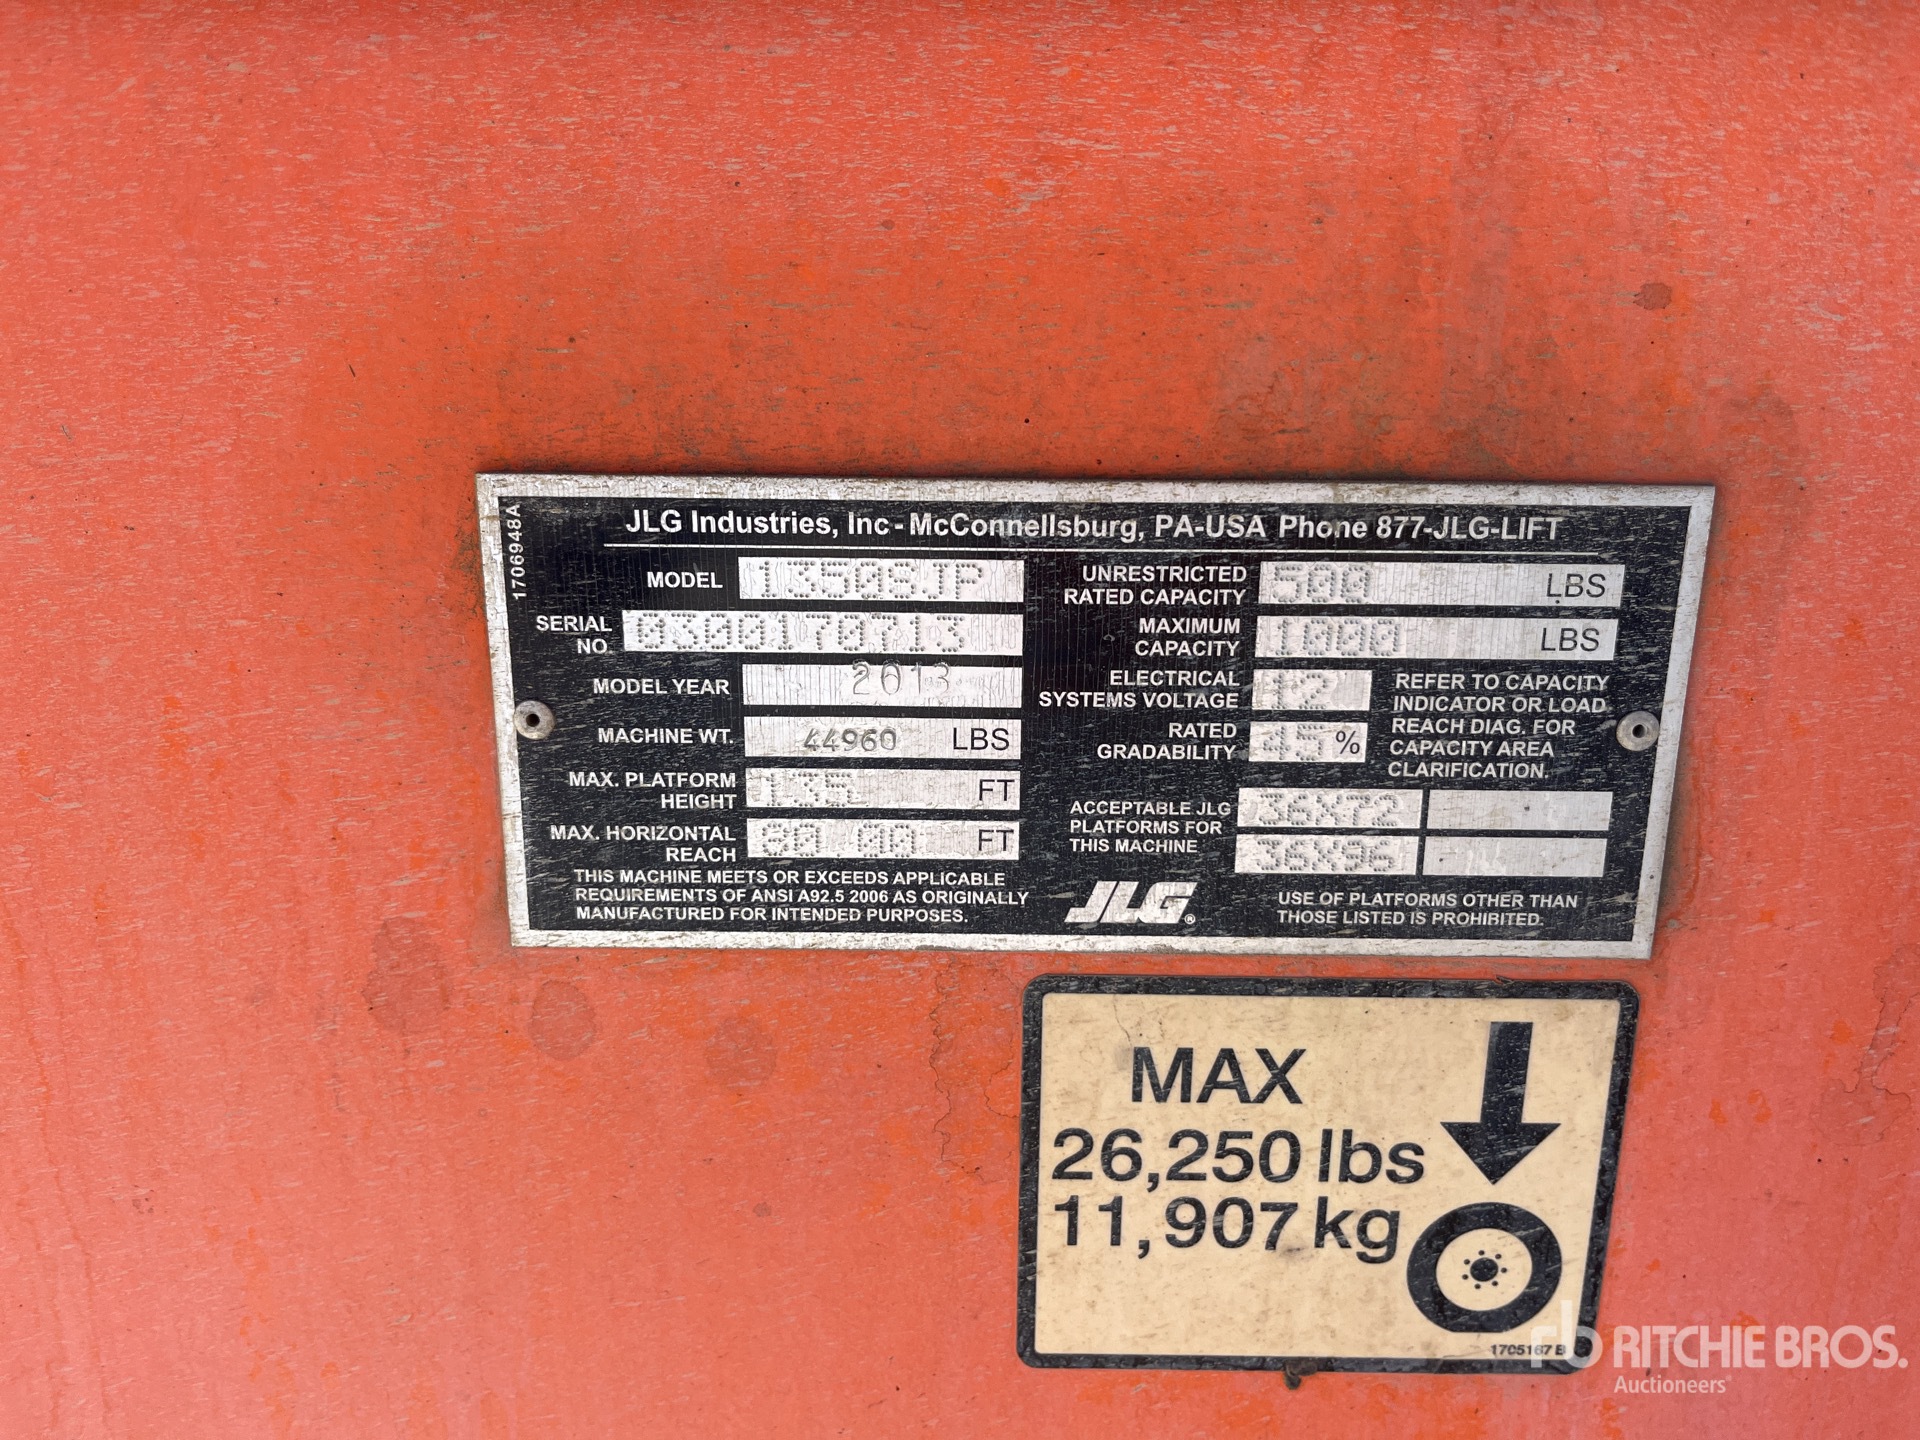 1706948A
JLG Industries, Inc - McConnellsburg, PA-USA Phone 877-JLG-LIFT
MODEL 1350SJP
SERIAL NO. 0300170713
MODEL YEAR 2013
MACHINE WT. 44960 LBS
MAX. PLATFORM HEIGHT 135 FT
MAX. HORIZONTAL REACH 80.00 FT
THIS MACHINE MEETS OR EXCEEDS APPLICABLE
REQUIREMENTS OF ANSI A92.5 2006 AS ORIGINALLY
MANUFACTURED FOR INTENDED PURPOSES.
UNRESTRICTED RATED CAPACITY 500 LBS
MAXIMUM CAPACITY 1000 LBS
ELECTRICAL SYSTEMS VOLTAGE 12
RATED GRADABILITY 45 %
REFER TO CAPACITY
INDICATOR OR LOAD
REACH DIAG. FOR
CAPACITY AREA
CLARIFICATION.
ACCEPTABLE JLG
PLATFORMS FOR
THIS MACHINE
36X72
36X96
JLG®
USE OF PLATFORMS OTHER THAN
THOSE LISTED IS PROHIBITED.
MAX
26,250 lbs
11,907 kg
1705167 B
rb RITCHIE BROS.
Auctioneers